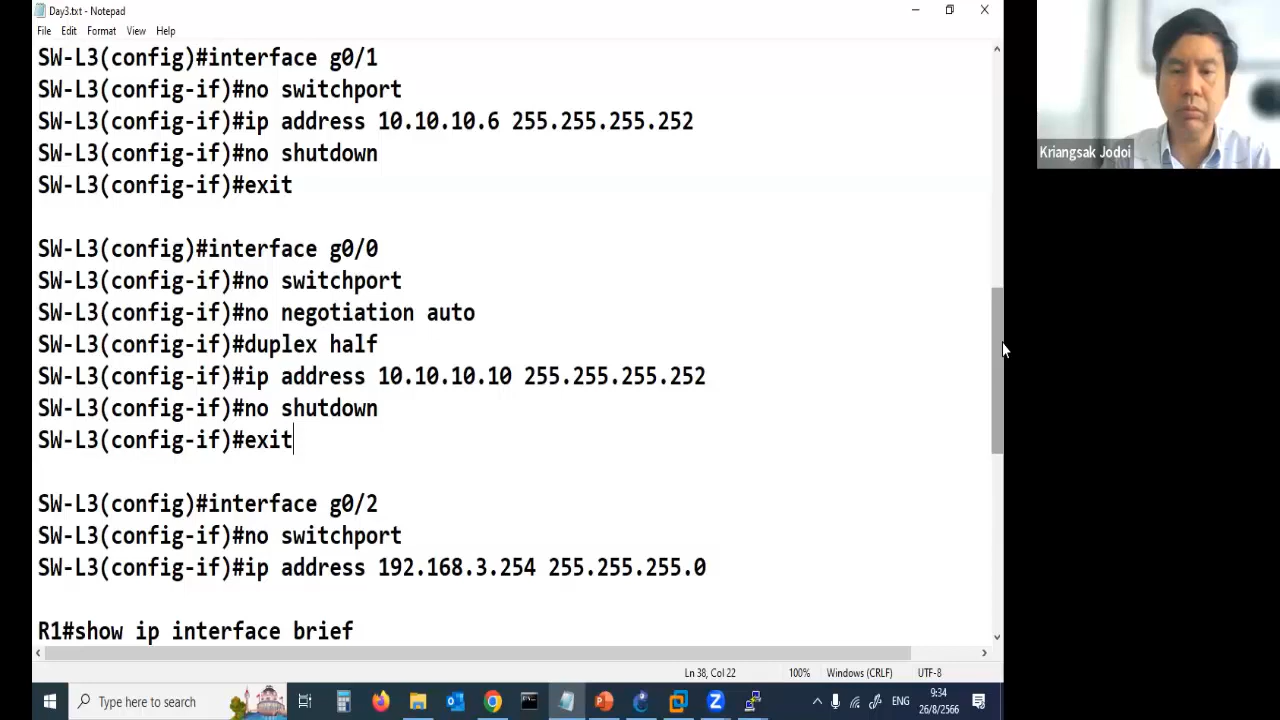 Day3.txt - Notepad
File Edit Format View Help
SW-L3(config)#interface g0/1
SW-L3(config-if)#no switchport
SW-L3(config-if)#ip address 10.10.10.6 255.255.255.252
SW-L3(config-if)#no shutdown
SW-L3(config-if)#exit
SW-L3(config)#interface g0/0
SW-L3(config-if)#no switchport
SW-L3(config-if)#no negotiation auto
SW-L3(config-if)#duplex half
SW-L3(config-if)#ip address 10.10.10.10 255.255.255.252
SW-L3(config-if)#no shutdown
SW-L3(config-if)#exit
SW-L3(config)#interface g0/2
SW-L3(config-if)#no switchport
SW-L3(config-if)#ip address 192.168.3.254 255.255.255.0
R1#show ip interface brief
Ln 38, Col 22 100% Windows (CRLF) UTF-8
Type here to search
ENG
9:34
26/8/2566
Kriangsak Jodoi